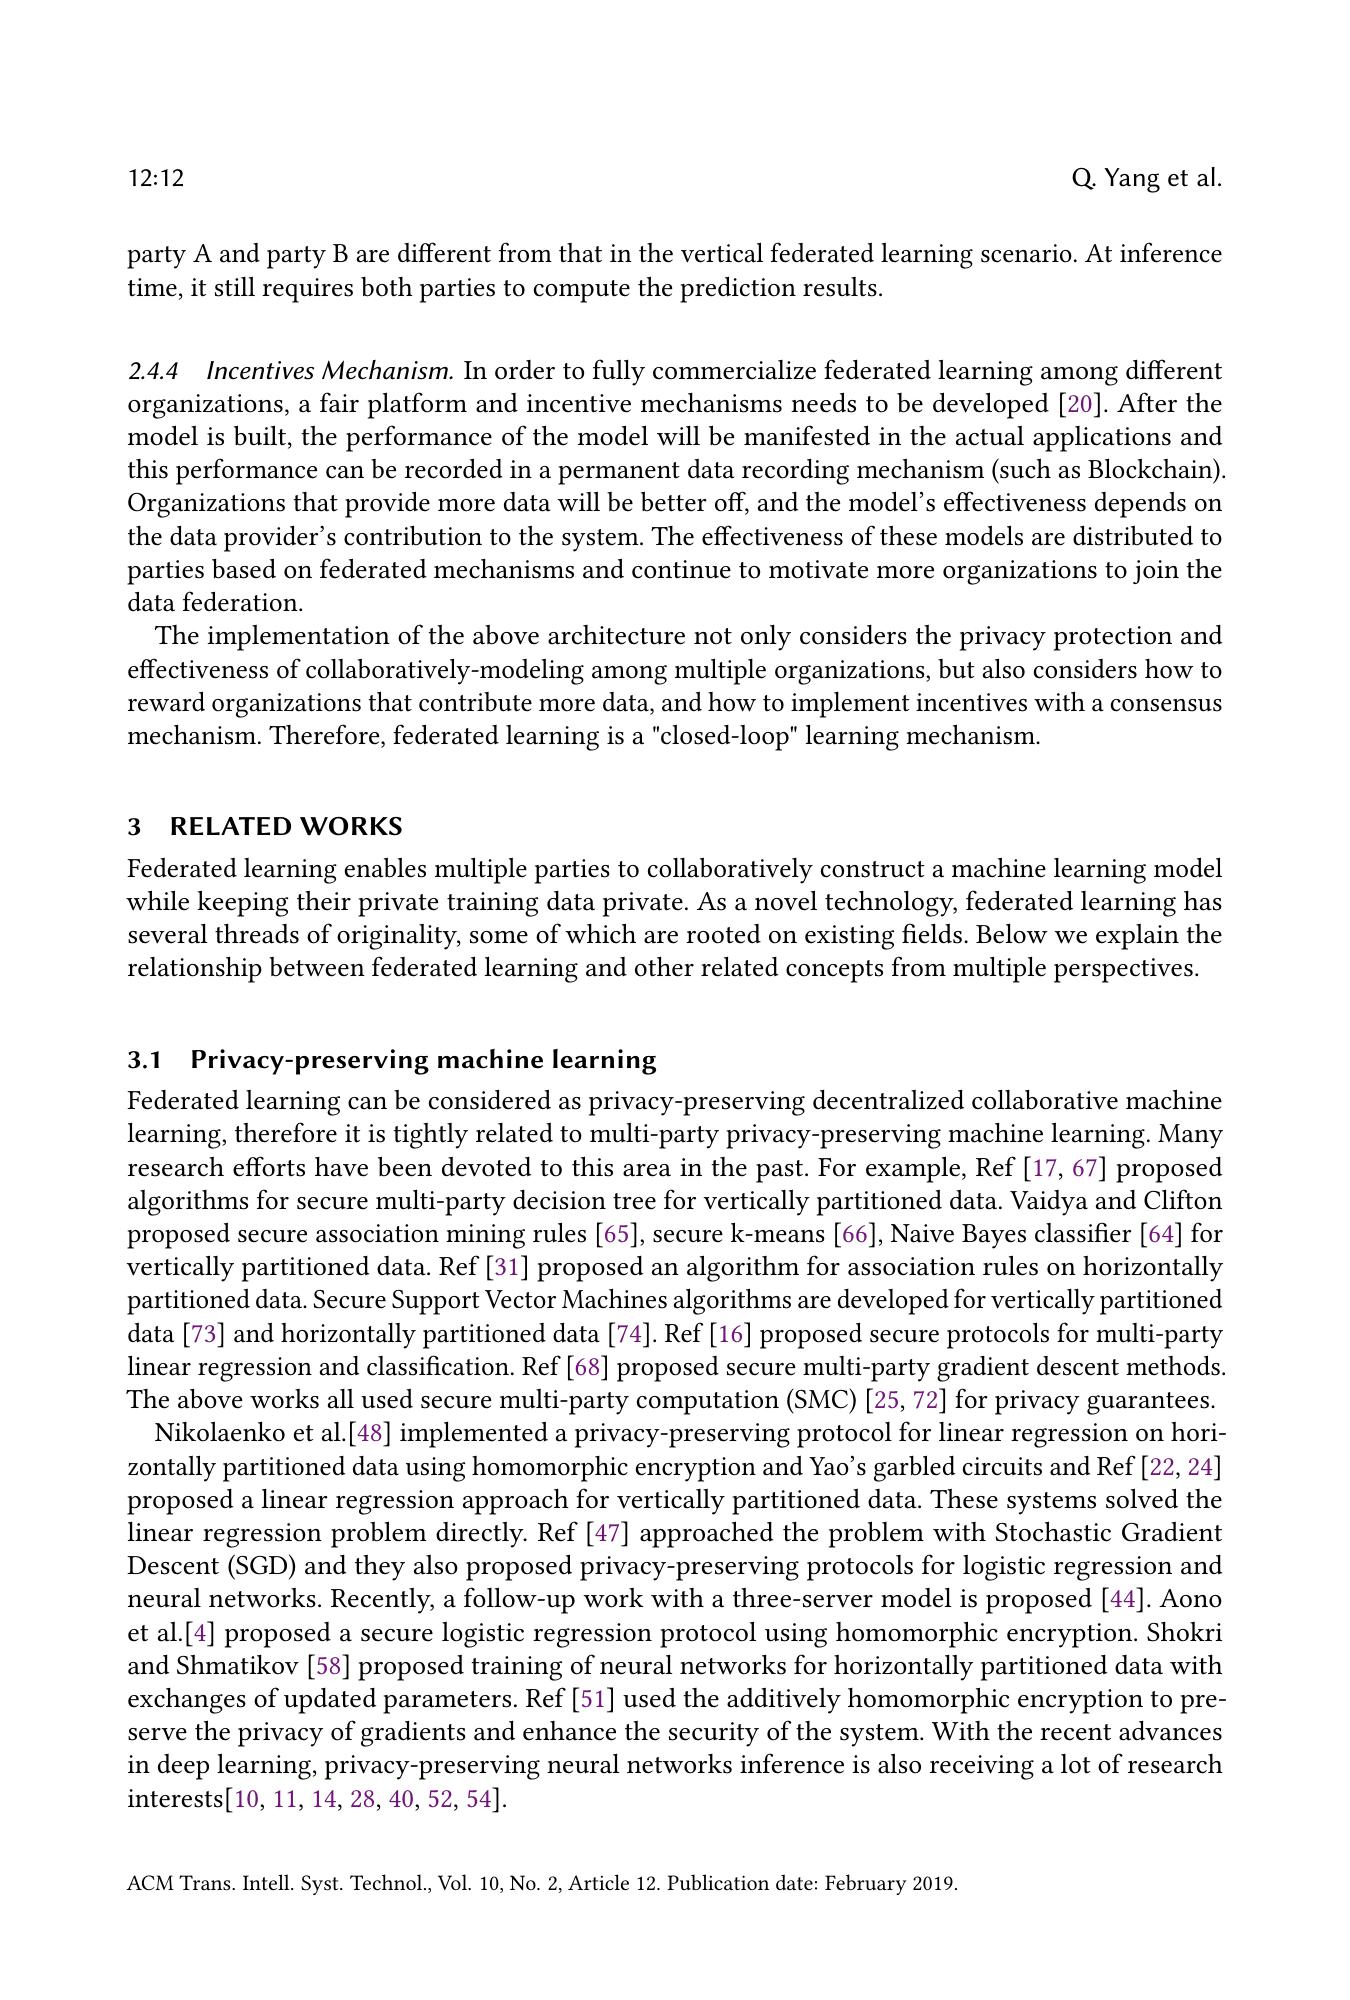 12:12 Q. Yang et al.
party A and party B are different from that in the vertical federated learning scenario. At inference
time, it still requires both parties to compute the prediction results.
2.4.4 Incentives Mechanism. In order to fully commercialize federated learning among different
organizations, a fair platform and incentive mechanisms needs to be developed [20]. After the
model is built, the performance of the model will be manifested in the actual applications and
this performance can be recorded in a permanent data recording mechanism (such as Blockchain).
Organizations that provide more data will be better off, and the model's effectiveness depends on
the data provider's contribution to the system. The effectiveness of these models are distributed to
parties based on federated mechanisms and continue to motivate more organizations to join the
data federation.
The implementation of the above architecture not only considers the privacy protection and
effectiveness of collaboratively-modeling among multiple organizations, but also considers how to
reward organizations that contribute more data, and how to implement incentives with a consensus
mechanism. Therefore, federated learning is a "closed-loop" learning mechanism.
3 RELATED WORKS
Federated learning enables multiple parties to collaboratively construct a machine learning model
while keeping their private training data private. As a novel technology, federated learning has
several threads of originality, some of which are rooted on existing fields. Below we explain the
relationship between federated learning and other related concepts from multiple perspectives.
3.1 Privacy-preserving machine learning
Federated learning can be considered as privacy-preserving decentralized collaborative machine
learning, therefore it is tightly related to multi-party privacy-preserving machine learning. Many
research efforts have been devoted to this area in the past. For example, Ref [17, 67] proposed
algorithms for secure multi-party decision tree for vertically partitioned data. Vaidya and Clifton
proposed secure association mining rules [65], secure k-means [66], Naive Bayes classifier [64] for
vertically partitioned data. Ref [31] proposed an algorithm for association rules on horizontally
partitioned data. Secure Support Vector Machines algorithms are developed for vertically partitioned
data [73] and horizontally partitioned data [74]. Ref [16] proposed secure protocols for multi-party
linear regression and classification. Ref [68] proposed secure multi-party gradient descent methods.
The above works all used secure multi-party computation (SMC) [25, 72] for privacy guarantees.
Nikolaenko et al.[48] implemented a privacy-preserving protocol for linear regression on hori-
zontally partitioned data using homomorphic encryption and Yao's garbled circuits and Ref [22, 24]
proposed a linear regression approach for vertically partitioned data. These systems solved the
linear regression problem directly. Ref [47] approached the problem with Stochastic Gradient
Descent (SGD) and they also proposed privacy-preserving protocols for logistic regression and
neural networks. Recently, a follow-up work with a three-server model is proposed [44]. Aono
et al.[4] proposed a secure logistic regression protocol using homomorphic encryption. Shokri
and Shmatikov [58] proposed training of neural networks for horizontally partitioned data with
exchanges of updated parameters. Ref [51] used the additively homomorphic encryption to pre-
serve the privacy of gradients and enhance the security of the system. With the recent advances
in deep learning, privacy-preserving neural networks inference is also receiving a lot of research
interests[10, 11, 14, 28, 40, 52, 54].
ACM Trans. Intell. Syst. Technol., Vol. 10, No. 2, Article 12. Publication date: February 2019.